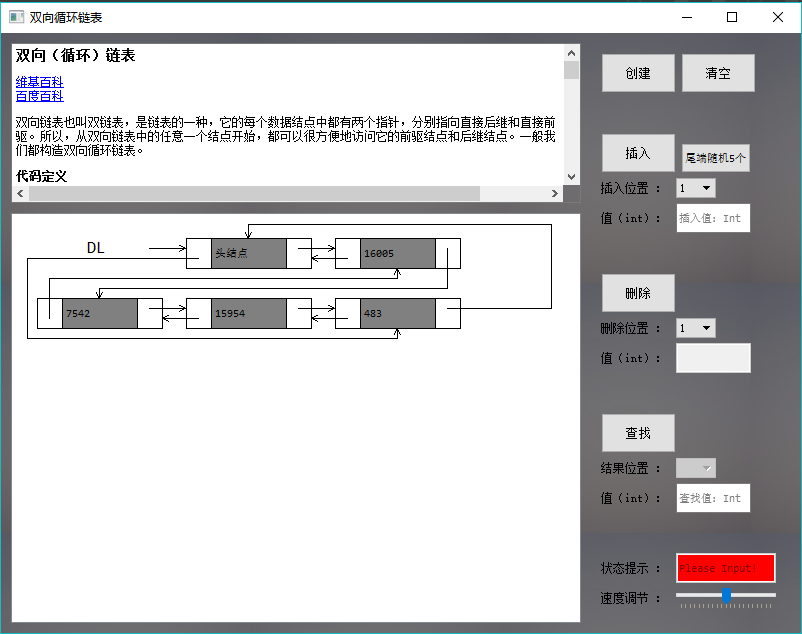 双向循环链表
双向（循环）链表
维基百科
百度百科
双向链表也叫双链表，是链表的一种，它的每个数据结点中都有两个指针，分别指向直接后继和直接前
驱。所以，从双向链表中的任意一个结点开始，都可以很方便地访问它的前驱结点和后继结点。一般我
们都构造双向循环链表。
代码定义
DL
头结点
16005
7542
15954
483
创建
清空
插入
尾端随机5个
插入位置 ：
1
值（int）：
插入值: Int
删除
删除位置 ：
1
值（int）：
查找
结果位置 ：
值（int）：
查找值: Int
状态提示 ：
Please Input!
速度调节 ：